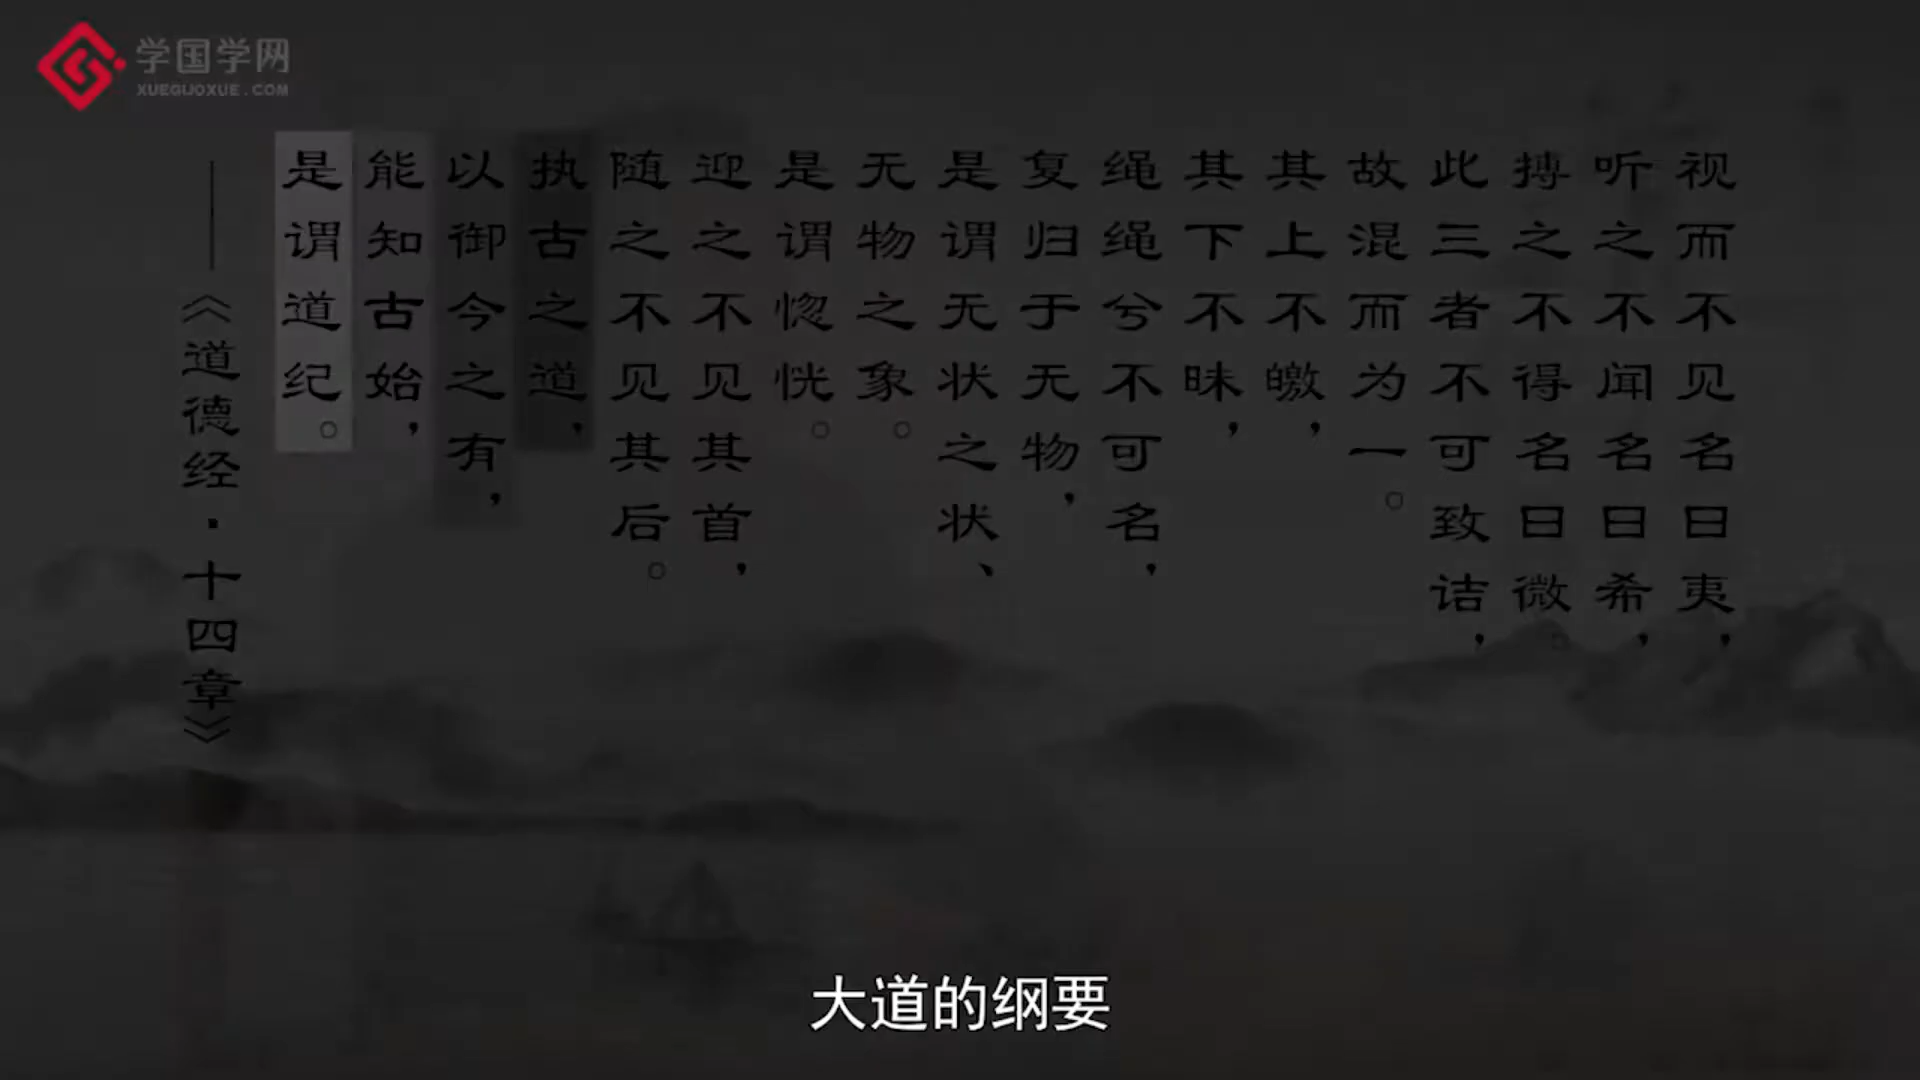 学国学网
XUEGUOXUE.COM
视而不见名曰夷，
听之不闻名曰希，
搏之不得名曰微。
此三者不可致诘，
故混而为一。
其上不皦，
其下不昧，
绳绳兮不可名，
复归于无物，
是谓无状之状、
无物之象。
是谓惚恍。
迎之不见其首，
随之不见其后。
执古之道，
以御今之有，
能知古始，
是谓道纪。
——《道德经·十四章》
大道的纲要